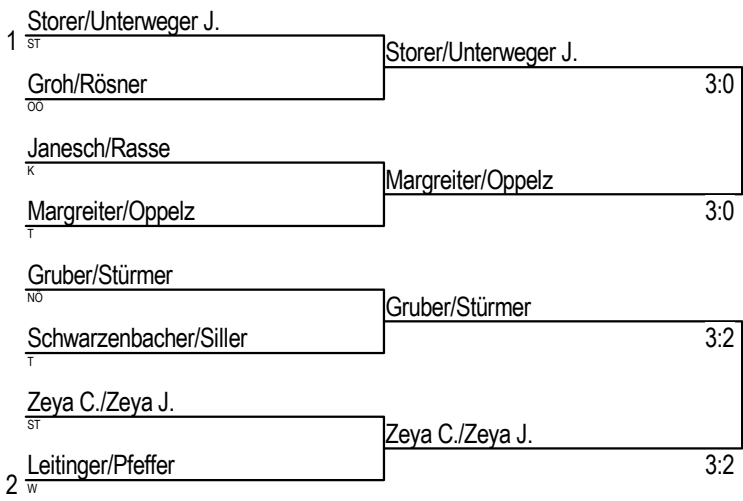 1 Storer/Unterweger J.
ST
Storer/Unterweger J.
Groh/Rösner
3:0
OÖ
Janesch/Rasse
K
Margreiter/Oppelz
Margreiter/Oppelz
3:0
T
Gruber/Stürmer
NÖ
Gruber/Stürmer
Schwarzenbacher/Siller
3:2
T
Zeya C./Zeya J.
ST
Zeya C./Zeya J.
2 Leitinger/Pfeffer
3:2
W